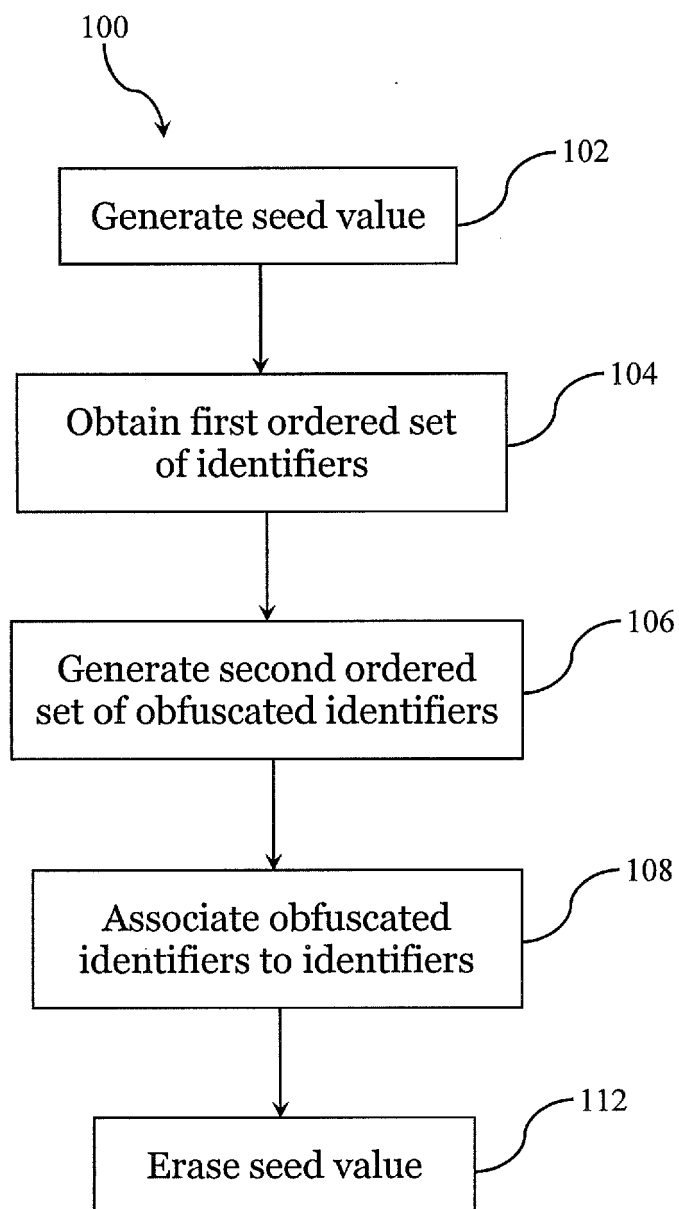 100
102
Generate seed value
104
Obtain first ordered set
of identifiers
106
Generate second ordered
set of obfuscated identifiers
108
Associate obfuscated
identifiers to identifiers
112
Erase seed value